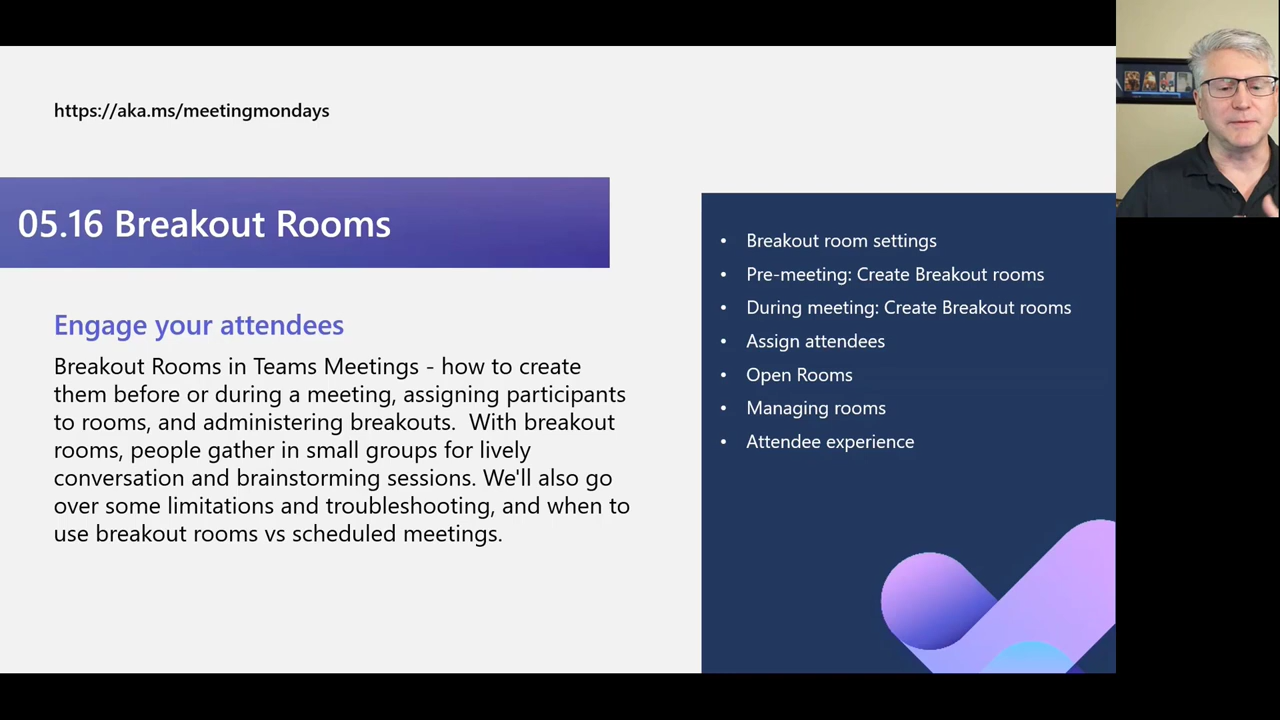 https://aka.ms/meetingmondays
05.16 Breakout Rooms
Engage your attendees
Breakout Rooms in Teams Meetings - how to create
them before or during a meeting, assigning participants
to rooms, and administering breakouts.  With breakout
rooms, people gather in small groups for lively
conversation and brainstorming sessions. We'll also go
over some limitations and troubleshooting, and when to
use breakout rooms vs scheduled meetings.
• Breakout room settings
• Pre-meeting: Create Breakout rooms
• During meeting: Create Breakout rooms
• Assign attendees
• Open Rooms
• Managing rooms
• Attendee experience